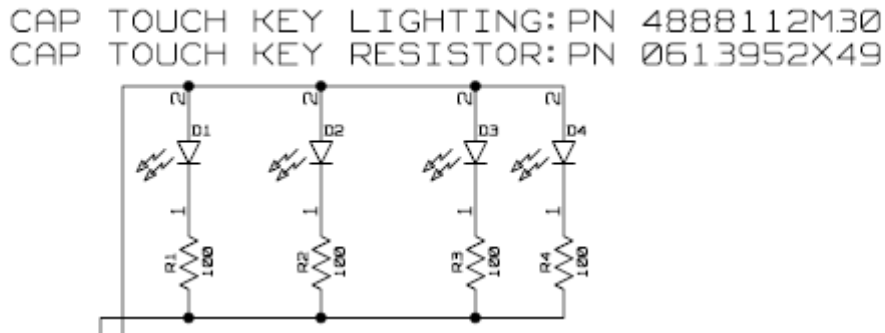 CAP TOUCH KEY LIGHTING: PN 4888112M30
CAP TOUCH KEY RESISTOR: PN 0613952X49
2 2 2 2
D1 D2 D3 D4
1 1 1 1
R1 100 R2 100 R3 100 R4 100